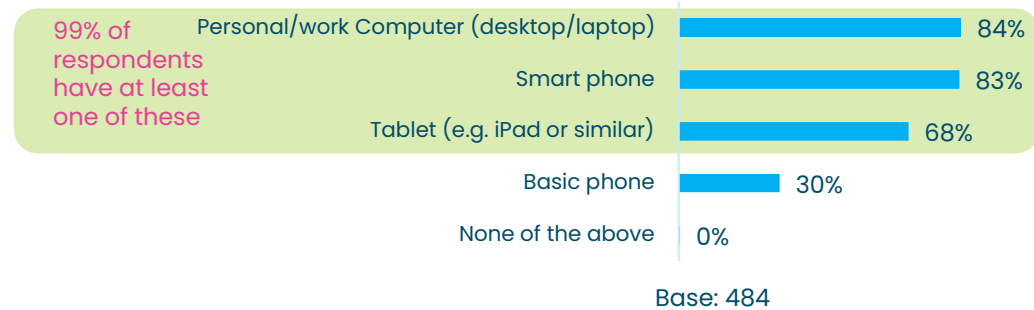 99% of
respondents
have at least
one of these
Personal/work Computer (desktop/laptop) 84%
Smart phone 83%
Tablet (e.g. iPad or similar) 68%
Basic phone 30%
None of the above 0%
Base: 484